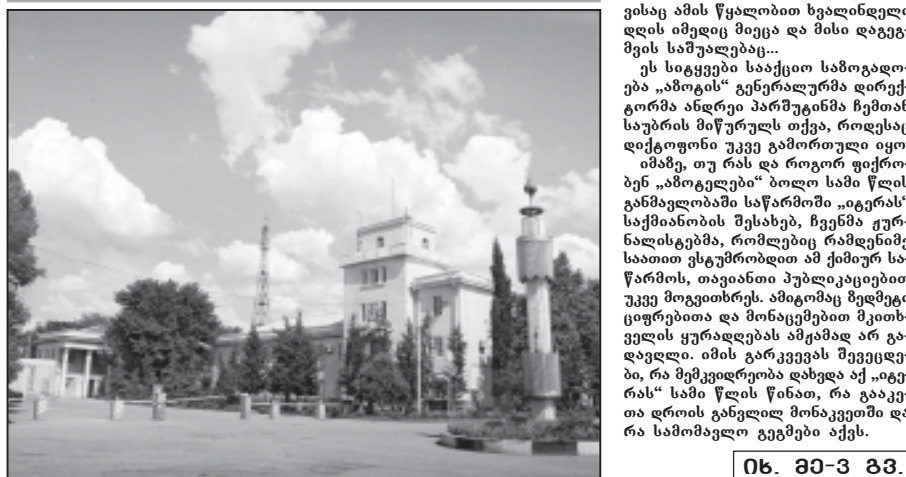 ვისაც ამის წყალობით ხვალინდელი
დღის იმედიც მიეცა და მისი დაგეგ-
მვის საშუალებაც...
ეს სიტყვები სააქციო საზოგადო-
ება „აზოტის“ გენერალურმა დირექ-
ტორმა ანდრეი პარშუტინმა ჩემთან
საუბრის მიწურულს თქვა, როდესაც
დიქტოფონი უკვე გამორთული იყო.
იმაზე, თუ რას და როგორ ფიქრო-
ბენ „აზოტელები“ ბოლო სამი წლის
განმავლობაში საწარმოში „იტერას“
საქმიანობის შესახებ, ჩვენმა ჟურ-
ნალისტებმა, რომლებიც რამდენიმე
საათით ვსტუმრობდით ამ ქიმიურ სა-
წარმოს, თავიანთი პუბლიკაციებით
უკვე მოგვითხრეს. ამიტომაც ზედმეტი
ციფრებითა და მონაცემებით მკითხ-
ველის ყურადღებას ამჟამად არ გა-
დავღლი. იმის გარკვევას შევეცდე-
ბი, რა მემკვიდრეობა დახვდა აქ „იტე-
რას“ სამი წლის წინათ, რა გააკე-
თა დროის განვლილ მონაკვეთში და
რა სამომავლო გეგმები აქვს.
იხ. მე-3 გვ.